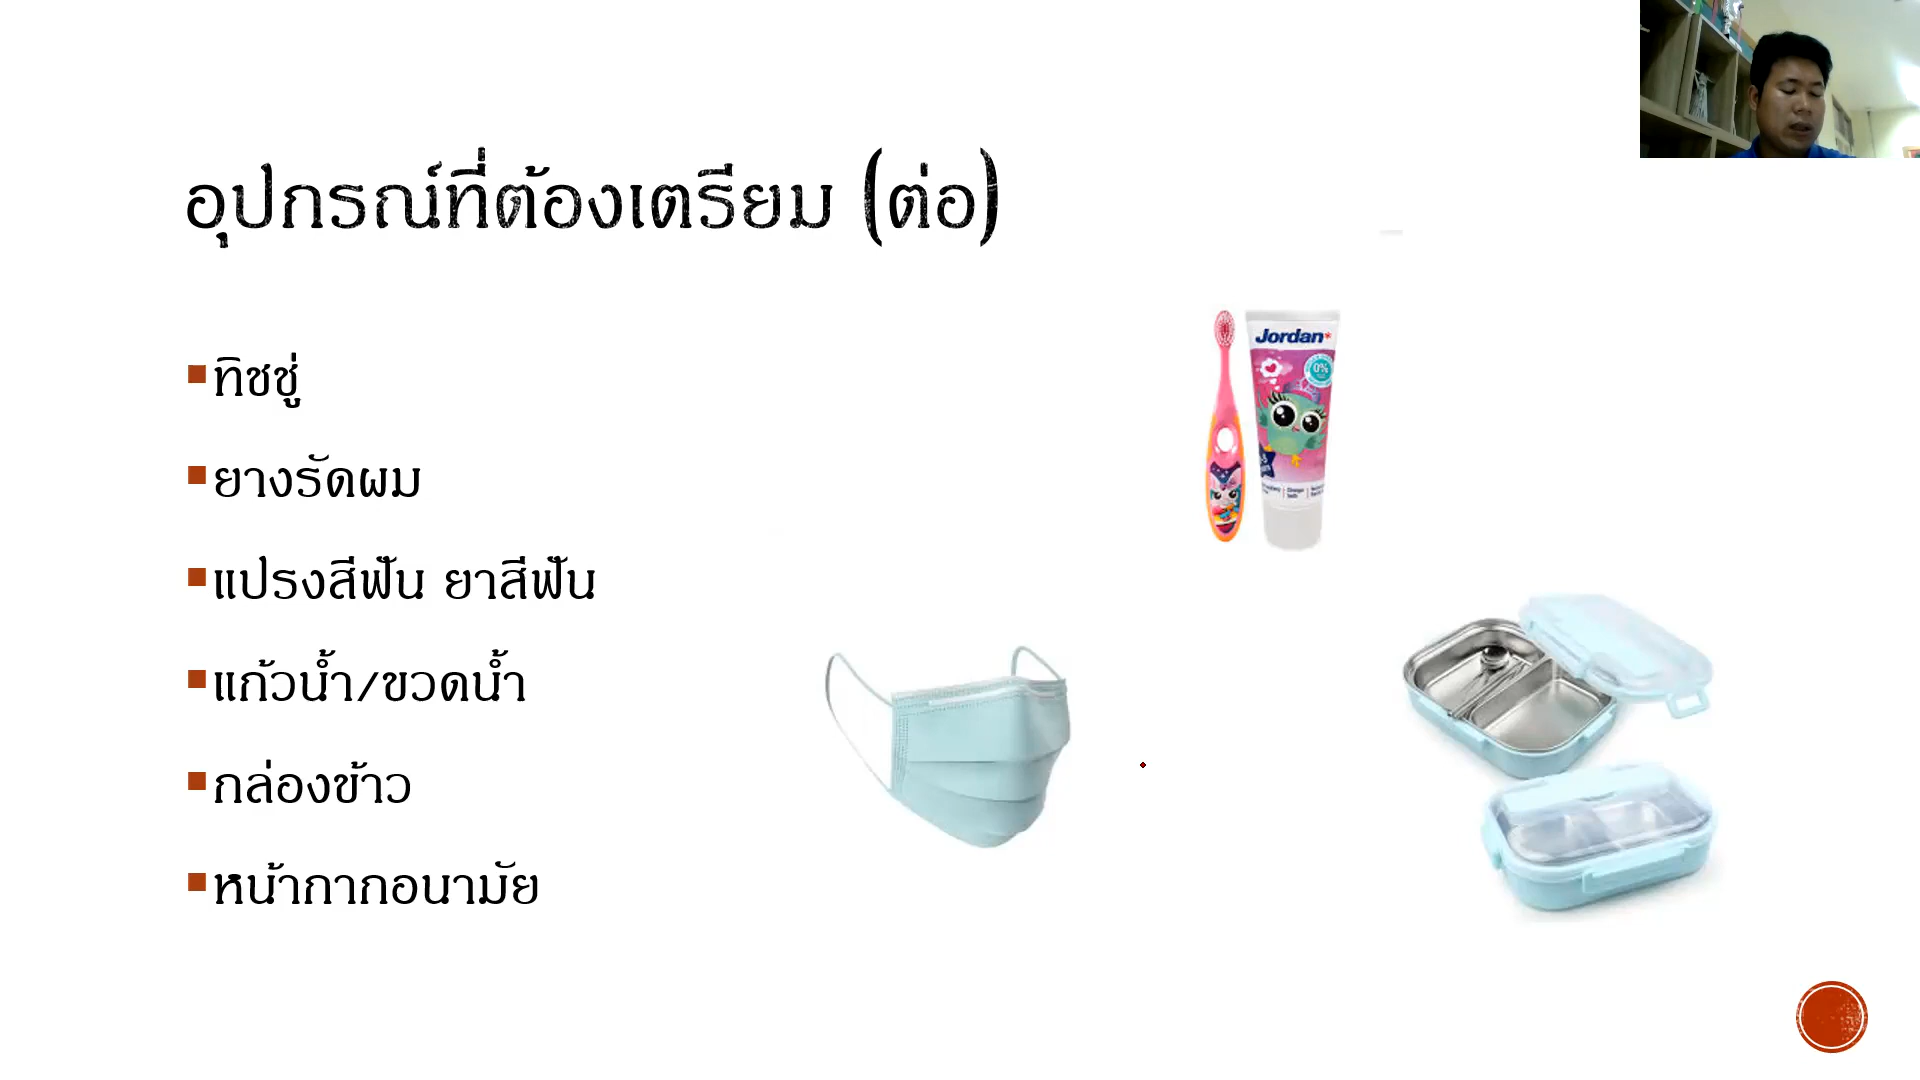 อุปกรณ์ที่ต้องเตรียม (ต่อ)
ทิชชู่
ยางรัดผม
แปรงสีฟัน ยาสีฟัน
แก้วน้ำ/ขวดน้ำ
กล่องข้าว
หน้ากากอนามัย
Jordan*
0%